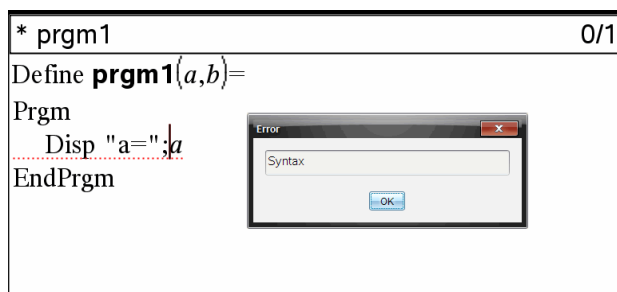 * prgm1 0/1
Define prgm1(a,b)=
Prgm
Disp "a=";a
EndPrgm
Error
x
Syntax
OK